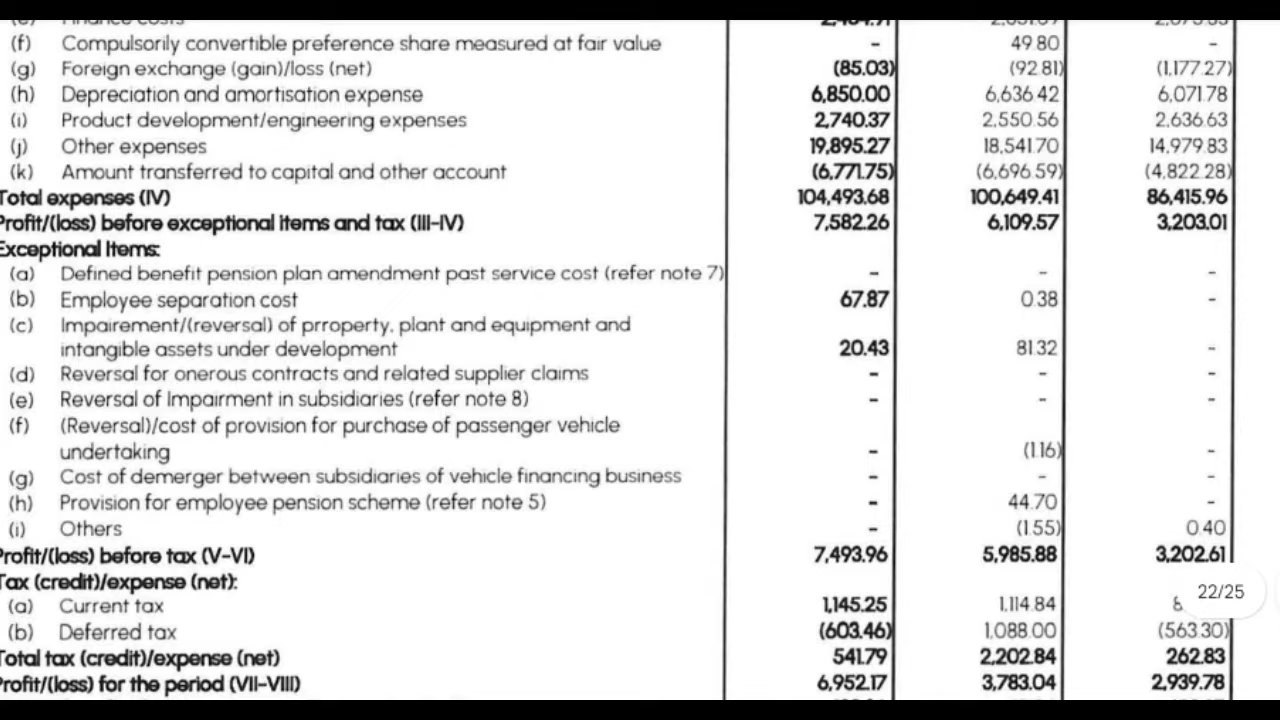 (f) Compulsorily convertible preference share measured at fair value - 49.80 -
(g) Foreign exchange (gain)/loss (net) (85.03) (92.81) (1,177.27)
(h) Depreciation and amortisation expense 6,850.00 6,636.42 6,071.78
(i) Product development/engineering expenses 2,740.37 2,550.56 2,636.63
(j) Other expenses 19,895.27 18,541.70 14,979.83
(k) Amount transferred to capital and other account (6,771.75) (6,696.59) (4,822.28)
Total expenses (IV) 104,493.68 100,649.41 86,415.96
Profit/(loss) before exceptional items and tax (III-IV) 7,582.26 6,109.57 3,203.01
Exceptional Items:
(a) Defined benefit pension plan amendment past service cost (refer note 7) - - -
(b) Employee separation cost 67.87 0.38 -
(c) Impairement/(reversal) of prroperty, plant and equipment and
intangible assets under development 20.43 81.32 -
(d) Reversal for onerous contracts and related supplier claims - - -
(e) Reversal of Impairment in subsidiaries (refer note 8) - - -
(f) (Reversal)/cost of provision for purchase of passenger vehicle
undertaking - (1.16) -
(g) Cost of demerger between subsidiaries of vehicle financing business - - -
(h) Provision for employee pension scheme (refer note 5) - 44.70 -
(i) Others - (1.55) 0.40
Profit/(loss) before tax (V-VI) 7,493.96 5,985.88 3,202.61
Tax (credit)/expense (net):
22/25
(a) Current tax 1,145.25 1,114.84
(b) Deferred tax (603.46) 1,088.00 (563.30)
Total tax (credit)/expense (net) 541.79 2,202.84 262.83
Profit/(loss) for the period (VII-VIII) 6,952.17 3,783.04 2,939.78